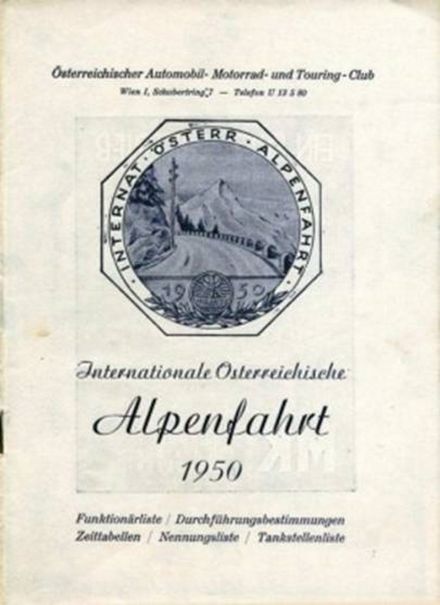 Österreichischer Automobil- Motorrad- und Touring-Club
Wien I, Schubertring 7 — Telefon U 13 5 80
INTERNAT · ÖSTERR · ALPENFAHRT
1950
Internationale Österreichische
Alpenfahrt
1950
Funktionärliste / Durchführungsbestimmungen
Zeittabellen / Nennungsliste / Tankstellenliste